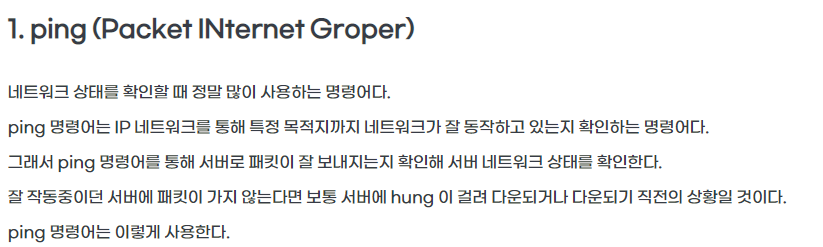 1. ping (Packet INternet Groper)
네트워크 상태를 확인할 때 정말 많이 사용하는 명령어다.
ping 명령어는 IP 네트워크를 통해 특정 목적지까지 네트워크가 잘 동작하고 있는지 확인하는 명령어다.
그래서 ping 명령어를 통해 서버로 패킷이 잘 보내지는지 확인해 서버 네트워크 상태를 확인한다.
잘 작동중이던 서버에 패킷이 가지 않는다면 보통 서버에 hung 이 걸려 다운되거나 다운되기 직전의 상황일 것이다.
ping 명령어는 이렇게 사용한다.